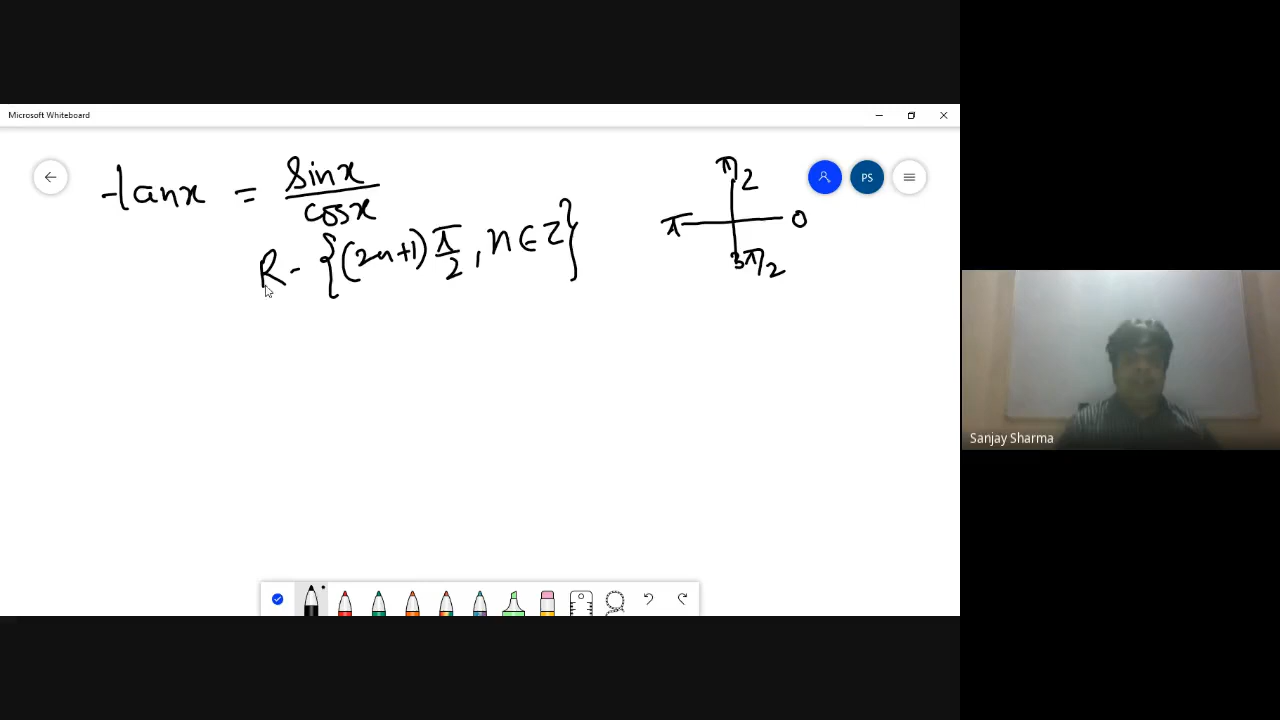 Microsoft Whiteboard
PS
tanx = sinx/cosx
R - {(2n+1) π/2, n ∈ Z}
π/2
π
0
3π/2
Sanjay Sharma